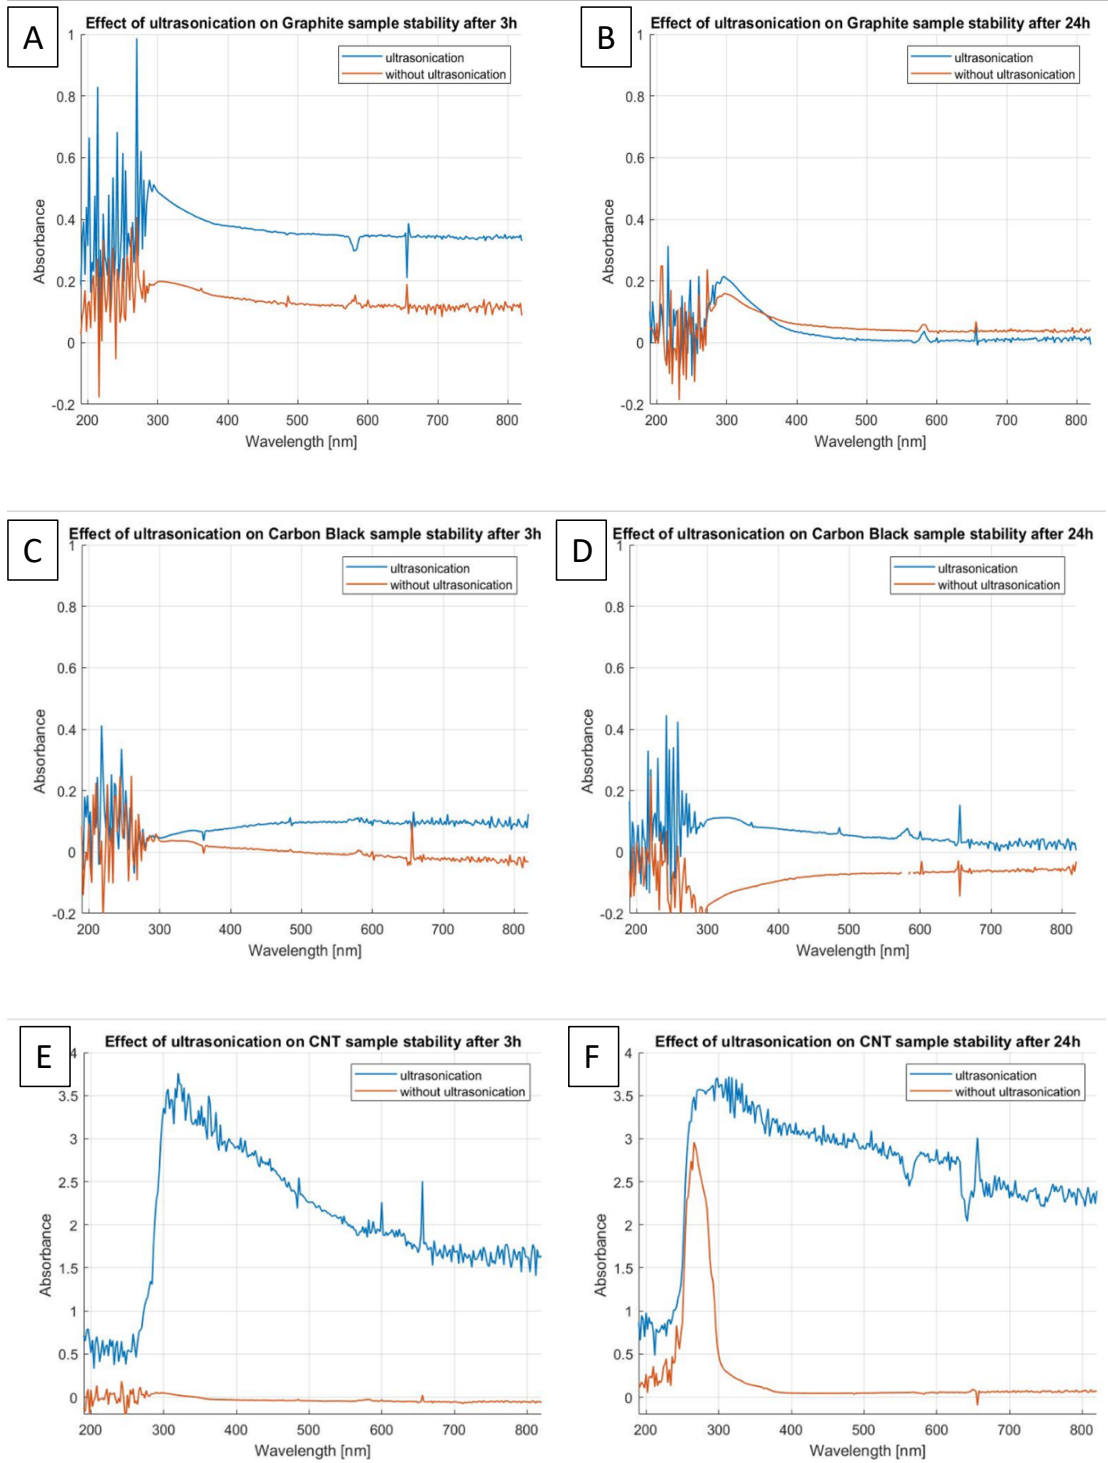 A
Effect of ultrasonication on Graphite sample stability after 3h
ultrasonication
without ultrasonication
1
0.8
0.6
0.4
0.2
0
-0.2
Absorbance
200 300 400 500 600 700 800
Wavelength [nm]
B
Effect of ultrasonication on Graphite sample stability after 24h
ultrasonication
without ultrasonication
1
0.8
0.6
0.4
0.2
0
-0.2
Absorbance
200 300 400 500 600 700 800
Wavelength [nm]
C
Effect of ultrasonication on Carbon Black sample stability after 3h
ultrasonication
without ultrasonication
1
0.8
0.6
0.4
0.2
0
-0.2
Absorbance
200 300 400 500 600 700 800
Wavelength [nm]
D
Effect of ultrasonication on Carbon Black sample stability after 24h
ultrasonication
without ultrasonication
1
0.8
0.6
0.4
0.2
0
-0.2
Absorbance
200 300 400 500 600 700 800
Wavelength [nm]
E
Effect of ultrasonication on CNT sample stability after 3h
ultrasonication
without ultrasonication
4
3.5
3
2.5
2
1.5
1
0.5
0
Absorbance
200 300 400 500 600 700 800
Wavelength [nm]
F
Effect of ultrasonication on CNT sample stability after 24h
ultrasonication
without ultrasonication
4
3.5
3
2.5
2
1.5
1
0.5
0
Absorbance
200 300 400 500 600 700 800
Wavelength [nm]